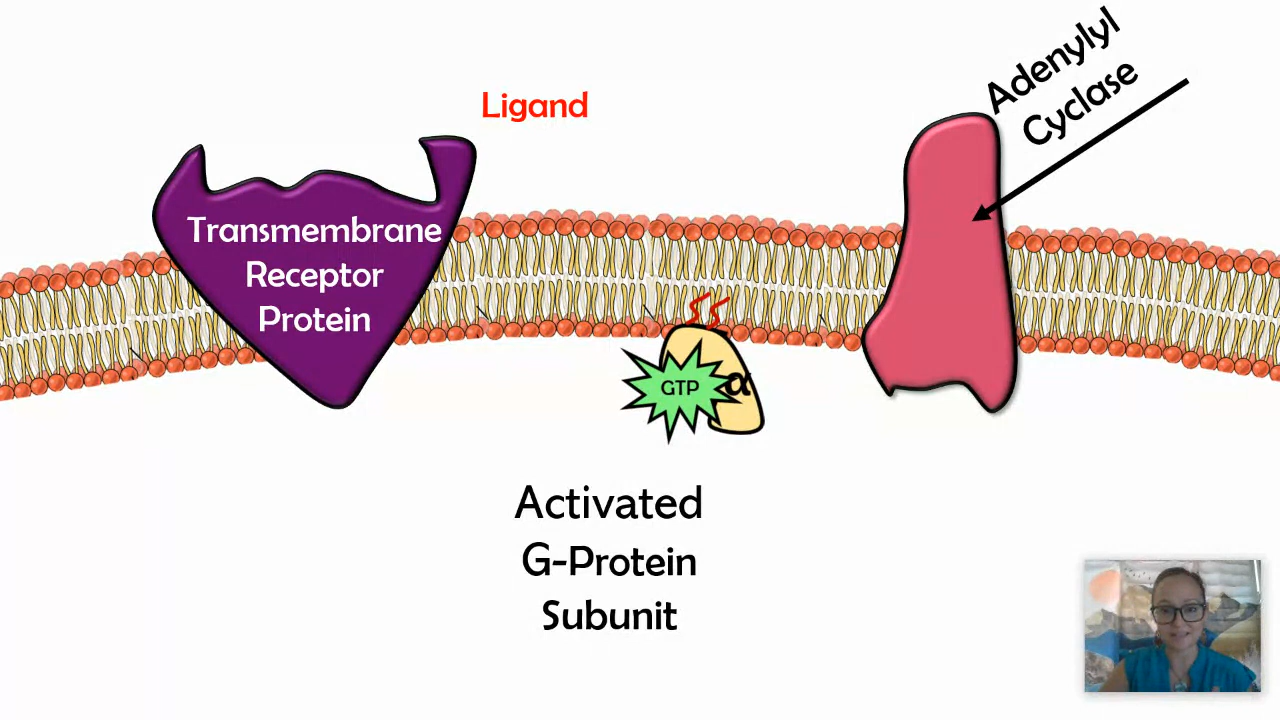 Ligand
Adenylyl
Cyclase
Transmembrane
Receptor
Protein
GTP
α
Activated
G-Protein
Subunit